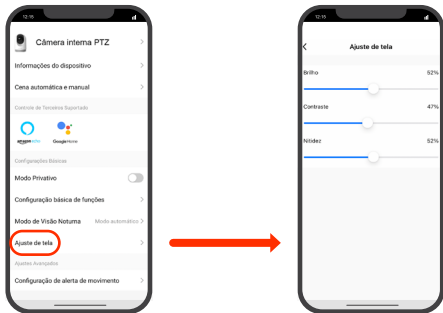 12:15
Câmera interna PTZ
Informações do dispositivo
Cena automática e manual
Controle de Terceiros Suportado
amazon alexa
Google Home
Configurações Básicas
Modo Privativo
Configuração básica de funções
Modo de Visão Noturna Modo automático
Ajuste de tela
Ajustes Avançados
Configuração de alerta de movimento
12:15
Ajuste de tela
Brilho 52%
Contraste 47%
Nitidez 52%